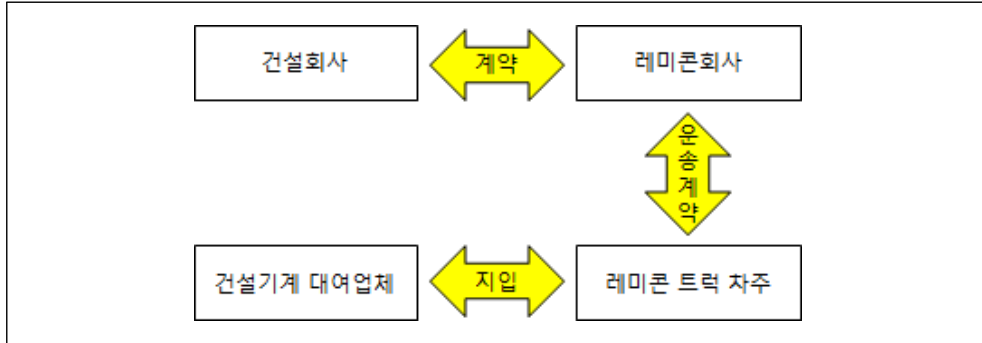 건설회사
계약
레미콘회사
운송계약
건설기계 대여업체
지입
레미콘 트럭 차주